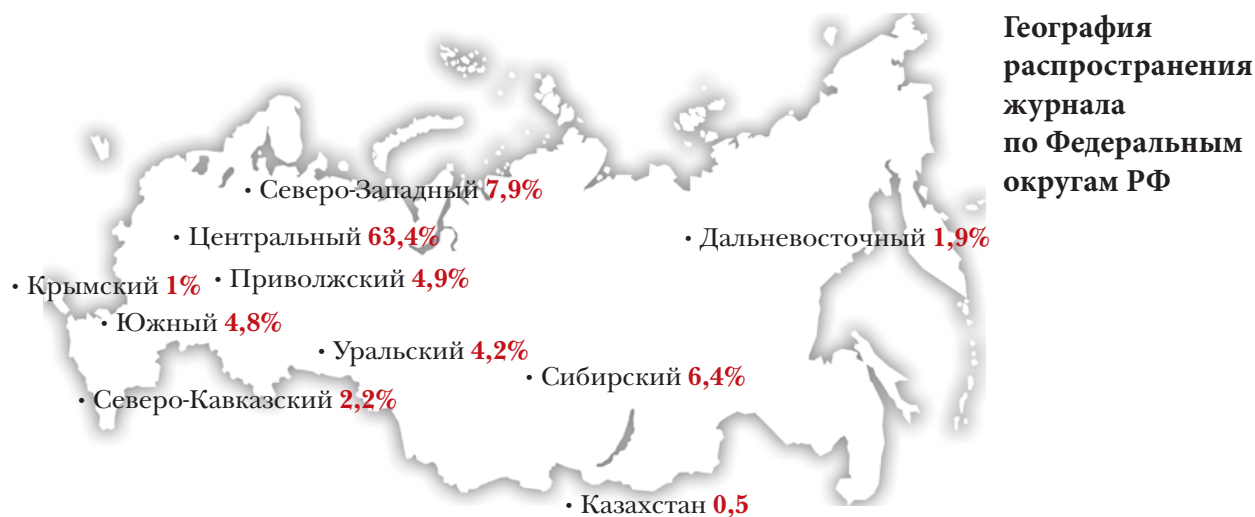 География
распространения
журнала
по Федеральным
округам РФ
· Северо-Западный 7,9%
· Центральный 63,4%
· Дальневосточный 1,9%
· Крымский 1%
· Приволжский 4,9%
· Южный 4,8%
· Уральский 4,2%
· Сибирский 6,4%
· Северо-Кавказский 2,2%
· Казахстан 0,5